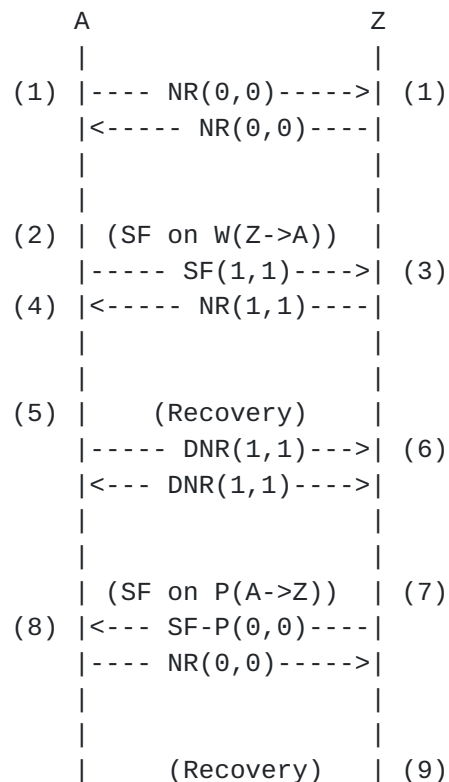 A                  Z
    |                  |
(1) |---- NR(0,0)----->| (1)
    |<----- NR(0,0)----|
    |                  |
    |                  |
(2) | (SF on W(Z->A))  |
    |----- SF(1,1)---->| (3)
(4) |<----- NR(1,1)----|
    |                  |
    |                  |
(5) |    (Recovery)    |
    |----- DNR(1,1)--->| (6)
    |<--- DNR(1,1)---->|
    |                  |
    |                  |
    | (SF on P(A->Z))  | (7)
(8) |<--- SF-P(0,0)----|
    |---- NR(0,0)----->|
    |                  |
    |                  |
    |     (Recovery)   | (9)